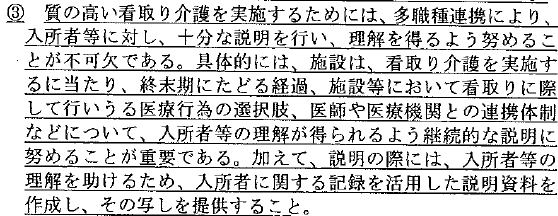 ③ 質の高い看取り介護を実施するためには、多職種連携により、
入所者等に対し、十分な説明を行い、理解を得るよう努めるこ
とが不可欠である。具体的には、施設は、看取り介護を実施す
るに当たり、終末期にたどる経過、施設等において看取りに際
して行いうる医療行為の選択肢、医師や医療機関との連携体制
などについて、入所者等の理解が得られるよう継続的な説明に
努めることが重要である。加えて、説明の際には、入所者等の
理解を助けるため、入所者に関する記録を活用した説明資料を
作成し、その写しを提供すること。